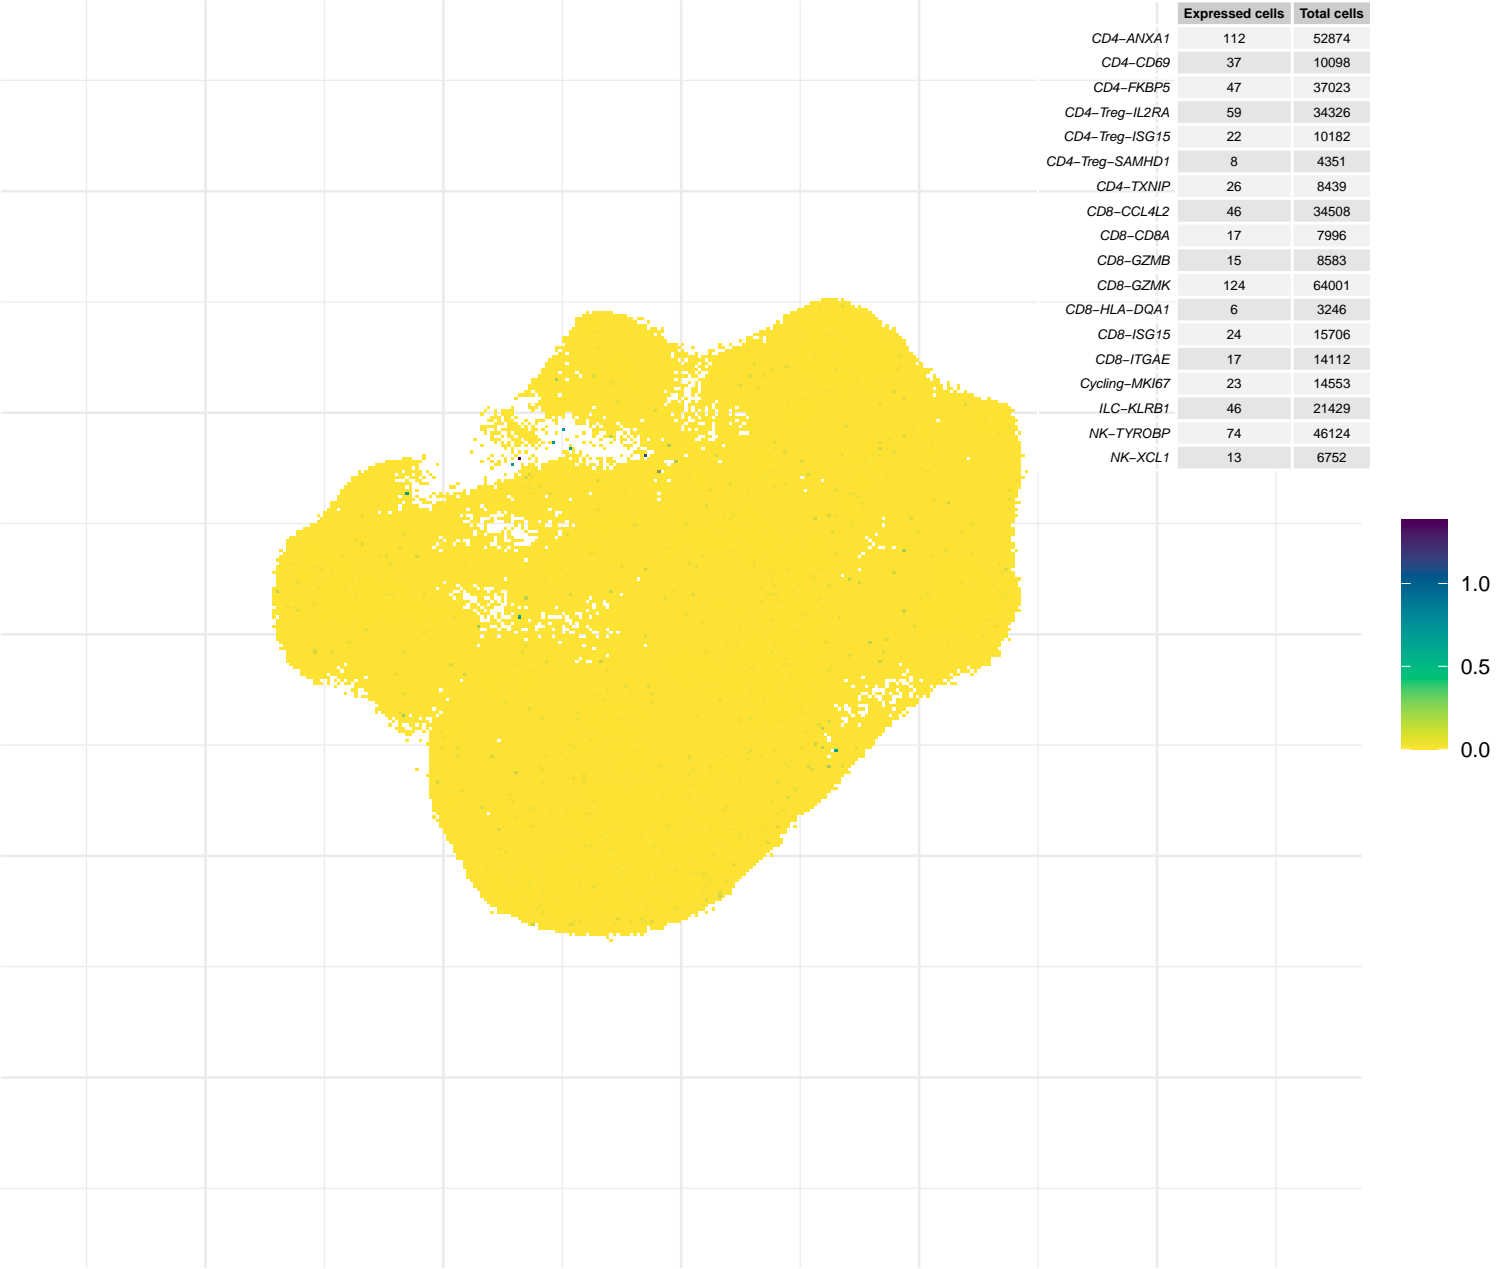 Expressed cells Total cells
CD4−ANXA1 112 52874
CD4−CD69 37 10098
CD4−FKBP5 47 37023
CD4−Treg−IL2RA 59 34326
CD4−Treg−ISG15 22 10182
CD4−Treg−SAMHD1 8 4351
CD4−TXNIP 26 8439
CD8−CCL4L2 46 34508
CD8−CD8A 17 7996
CD8−GZMB 15 8583
CD8−GZMK 124 64001
CD8−HLA−DQA1 6 3246
CD8−ISG15 24 15706
CD8−ITGAE 17 14112
Cycling−MKI67 23 14553
ILC−KLRB1 46 21429
NK−TYROBP 74 46124
NK−XCL1 13 6752
1.0
0.5
0.0